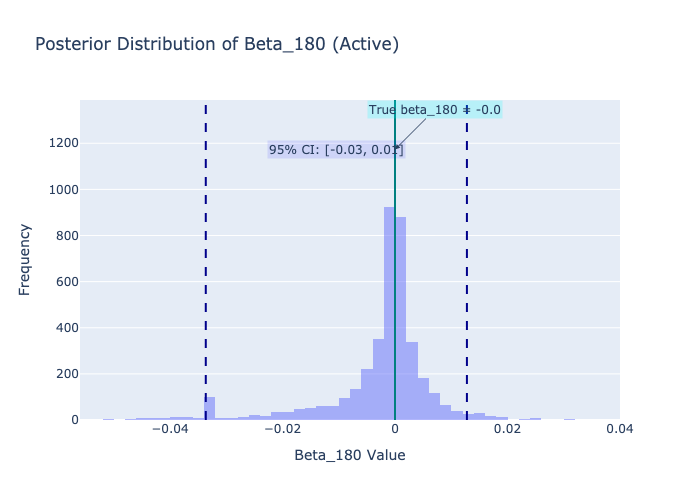 Posterior Distribution of Beta_180 (Active)
True beta_180 = -0.0
95% CI: [-0.03, 0.01]
1200
1000
800
600
400
200
0
−0.04
−0.02
0
0.02
0.04
Frequency
Beta_180 Value